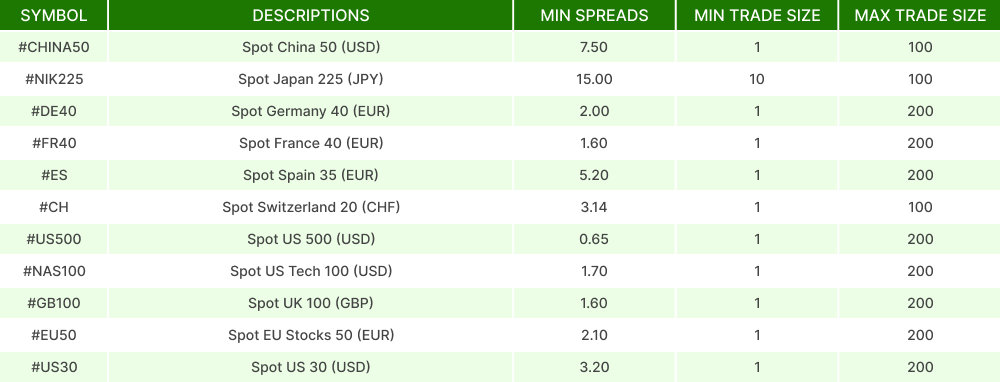 SYMBOL DESCRIPTIONS MIN SPREADS MIN TRADE SIZE MAX TRADE SIZE
#CHINA50 Spot China 50 (USD) 7.50 1 100
#NIK225 Spot Japan 225 (JPY) 15.00 10 100
#DE40 Spot Germany 40 (EUR) 2.00 1 200
#FR40 Spot France 40 (EUR) 1.60 1 200
#ES Spot Spain 35 (EUR) 5.20 1 200
#CH Spot Switzerland 20 (CHF) 3.14 1 100
#US500 Spot US 500 (USD) 0.65 1 200
#NAS100 Spot US Tech 100 (USD) 1.70 1 200
#GB100 Spot UK 100 (GBP) 1.60 1 200
#EU50 Spot EU Stocks 50 (EUR) 2.10 1 200
#US30 Spot US 30 (USD) 3.20 1 200